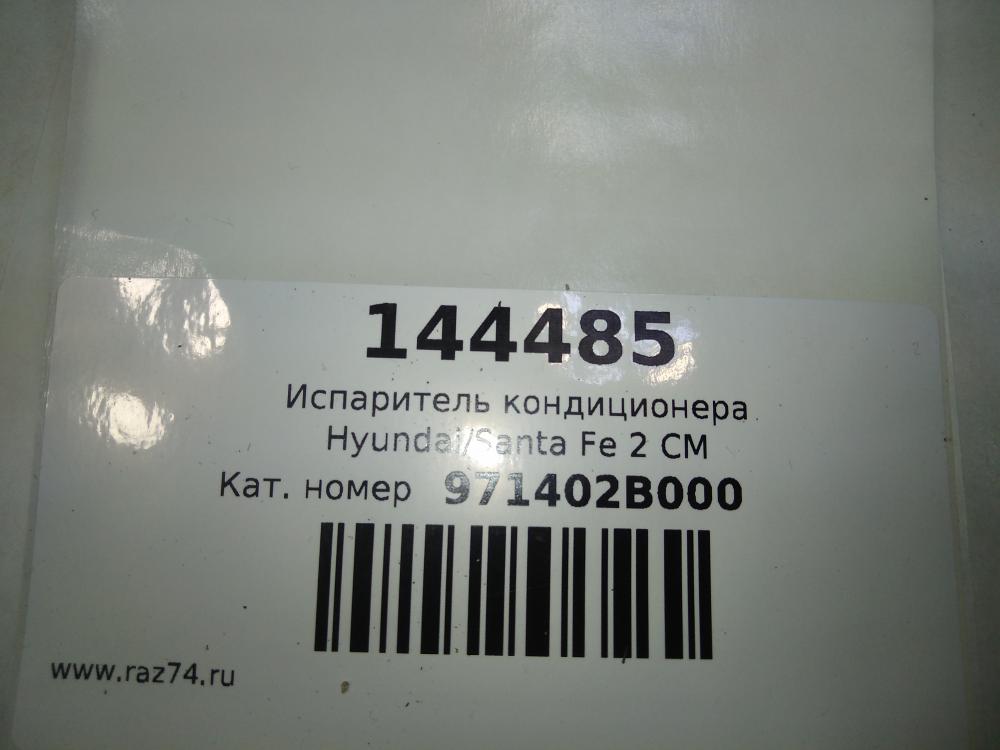 144485
Испаритель кондиционера
Hyundai/Santa Fe 2 CM
Кат. номер 971402B000
www.raz74.ru